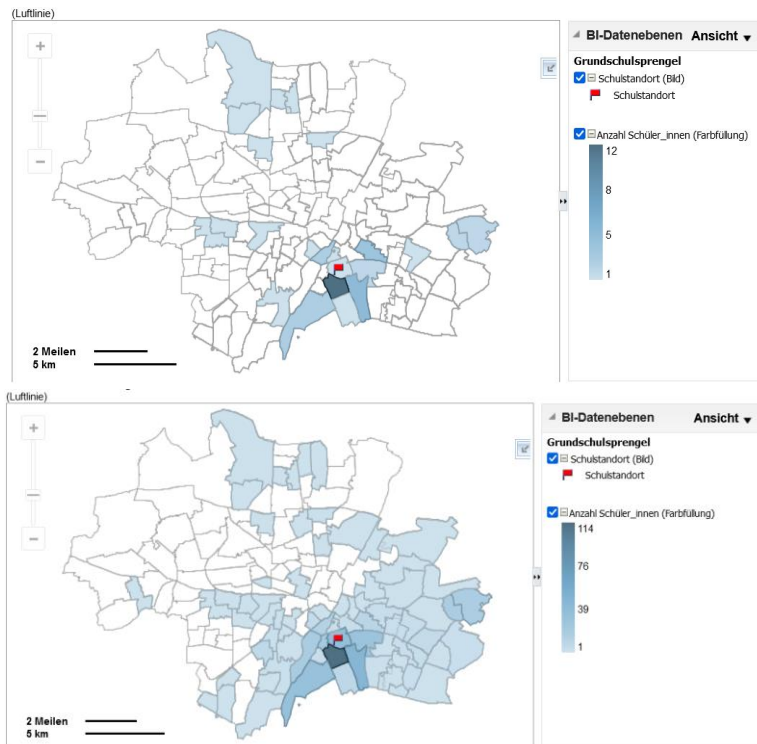 (Luftlinie)
BI-Datenebenen Ansicht
Grundschulsprengel
Schulstandort (Bild)
Schulstandort
Anzahl Schüler_innen (Farbfüllung)
12
8
5
1
2 Meilen
5 km
(Luftlinie)
BI-Datenebenen Ansicht
Grundschulsprengel
Schulstandort (Bild)
Schulstandort
Anzahl Schüler_innen (Farbfüllung)
114
76
39
1
2 Meilen
5 km